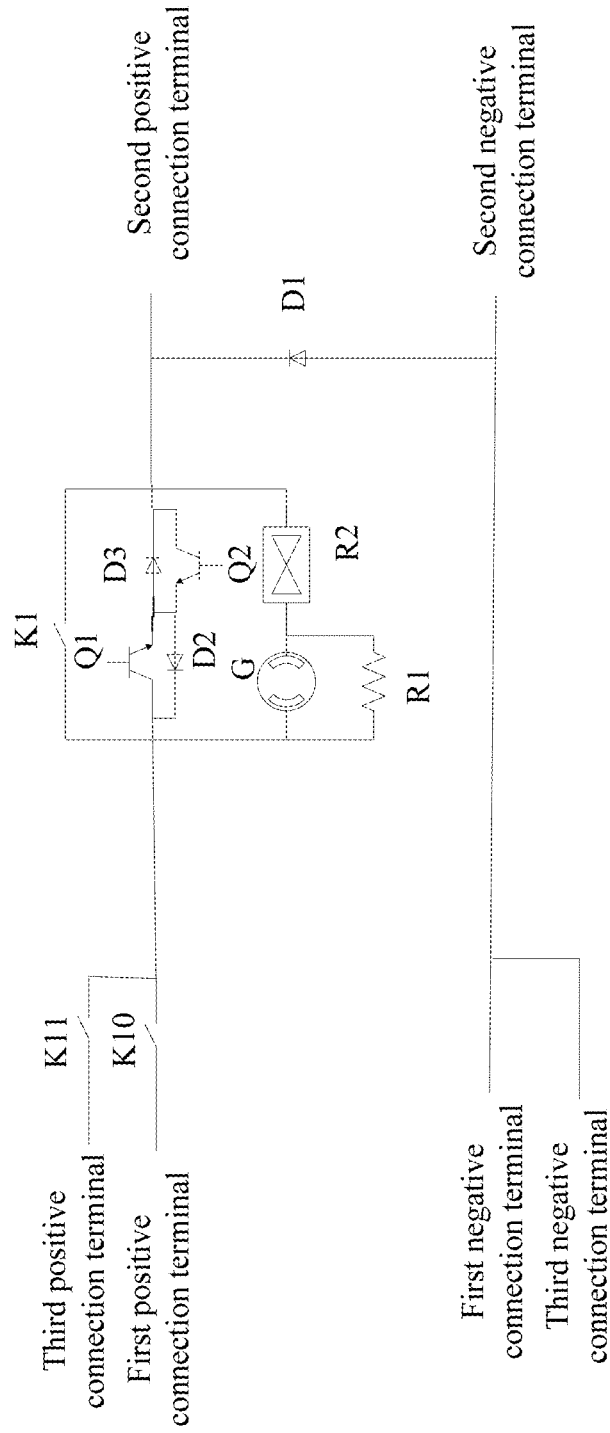 Third positive
connection terminal
First positive
connection terminal
K11
K10
K1
Q1
D3
D2
Q2
G
R2
R1
D1
Second positive
connection terminal
First negative
connection terminal
Third negative
connection terminal
Second negative
connection terminal